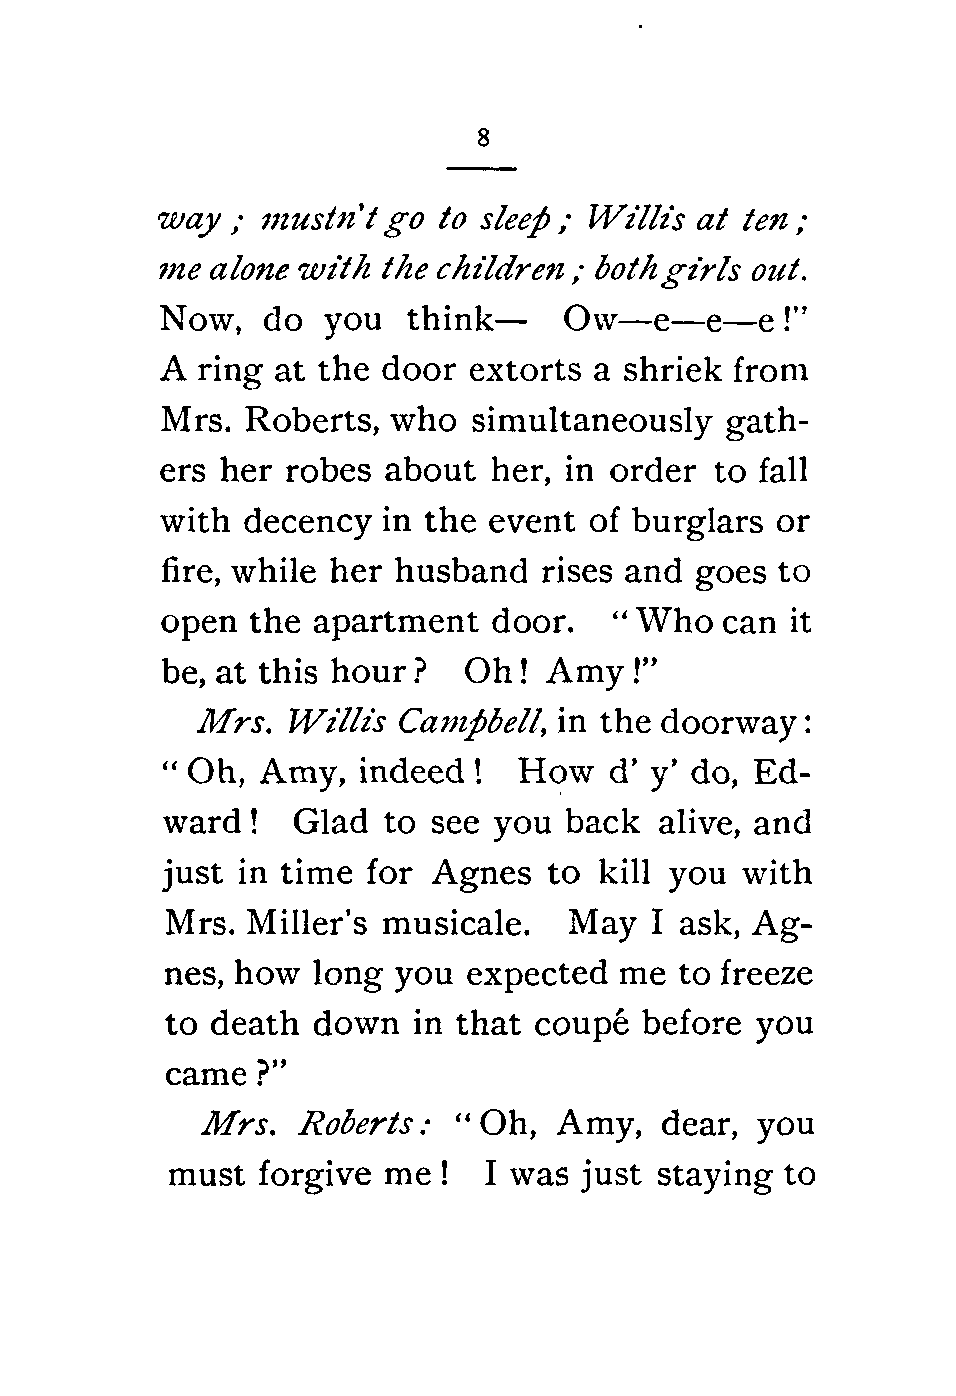 8
way ; mustn't go to sleep ; Willis at ten ;
me alone with the children ; both girls out.
Now, do you think— Ow—e—e—e !"
A ring at the door extorts a shriek from
Mrs. Roberts, who simultaneously gath-
ers her robes about her, in order to fall
with decency in the event of burglars or
fire, while her husband rises and goes to
open the apartment door. “ Who can it
be, at this hour ? Oh ! Amy !”
Mrs. Willis Campbell, in the doorway :
“ Oh, Amy, indeed ! How d’ y’ do, Ed-
ward ! Glad to see you back alive, and
just in time for Agnes to kill you with
Mrs. Miller's musicale. May I ask, Ag-
nes, how long you expected me to freeze
to death down in that coupé before you
came ?”
Mrs. Roberts : “ Oh, Amy, dear, you
must forgive me ! I was just staying to